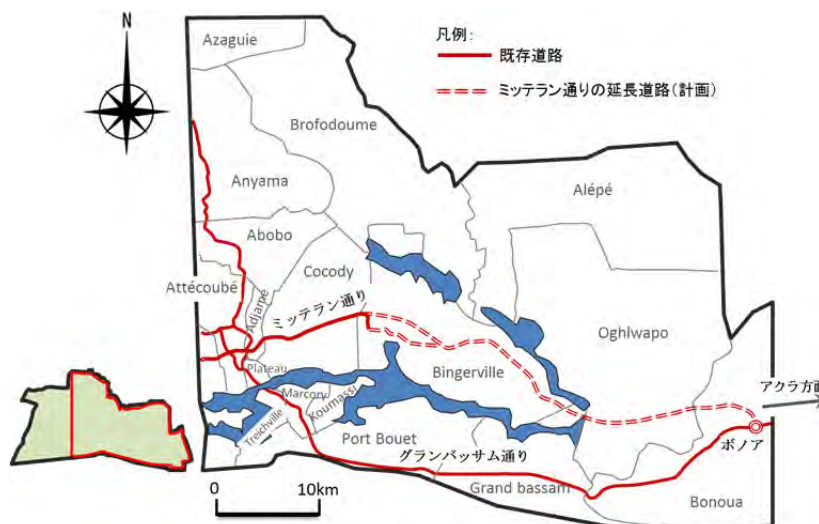 N
凡例:
既存道路
ミッテラン通りの延長道路(計画)
Azaguie
Brofodoume
Anyama
Alépé
Abobo
Cocody
Attécoubé
Adjamé
ミッテラン通り
Oghlwapo
Plateau
Bingerville
アクラ方面
Marcory
Koumassi
Treichville
Port Bouet
ボノア
グランバッサム通り
Grand bassam
Bonoua
0 10km